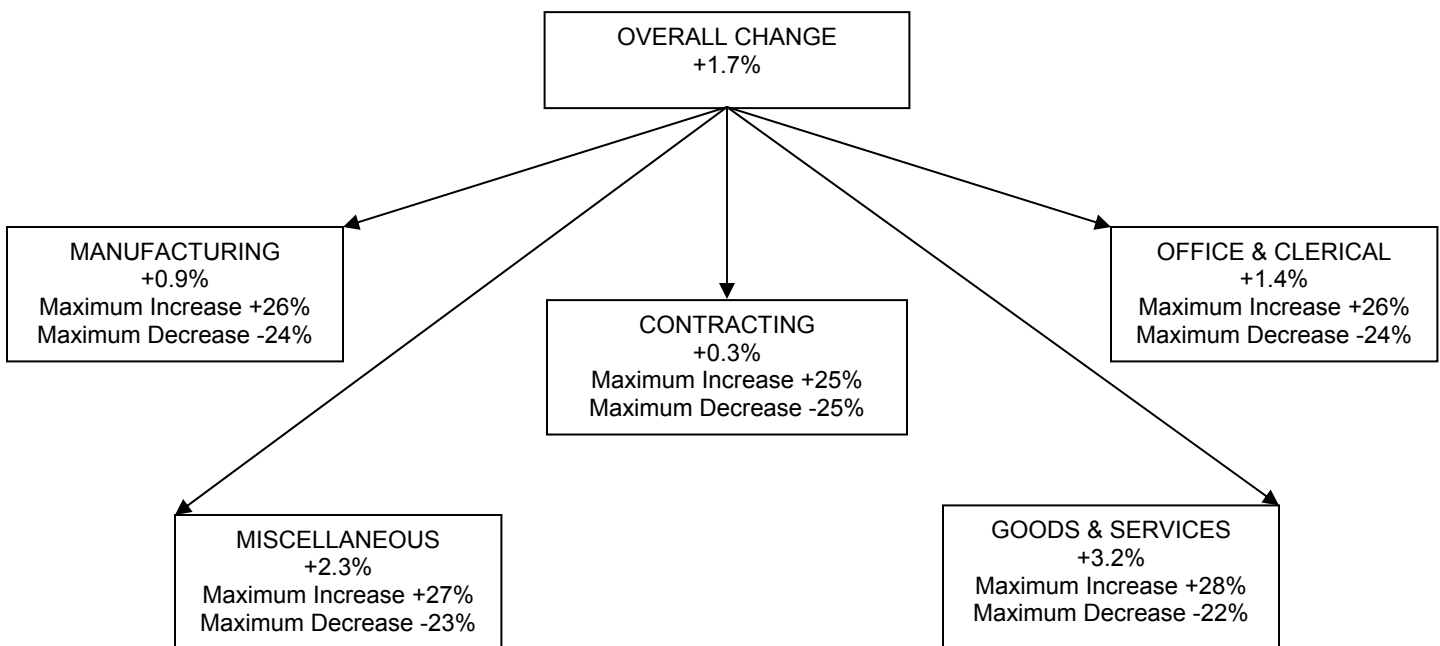 OVERALL CHANGE
+1.7%
MANUFACTURING
+0.9%
Maximum Increase +26%
Maximum Decrease -24%
CONTRACTING
+0.3%
Maximum Increase +25%
Maximum Decrease -25%
OFFICE & CLERICAL
+1.4%
Maximum Increase +26%
Maximum Decrease -24%
MISCELLANEOUS
+2.3%
Maximum Increase +27%
Maximum Decrease -23%
GOODS & SERVICES
+3.2%
Maximum Increase +28%
Maximum Decrease -22%